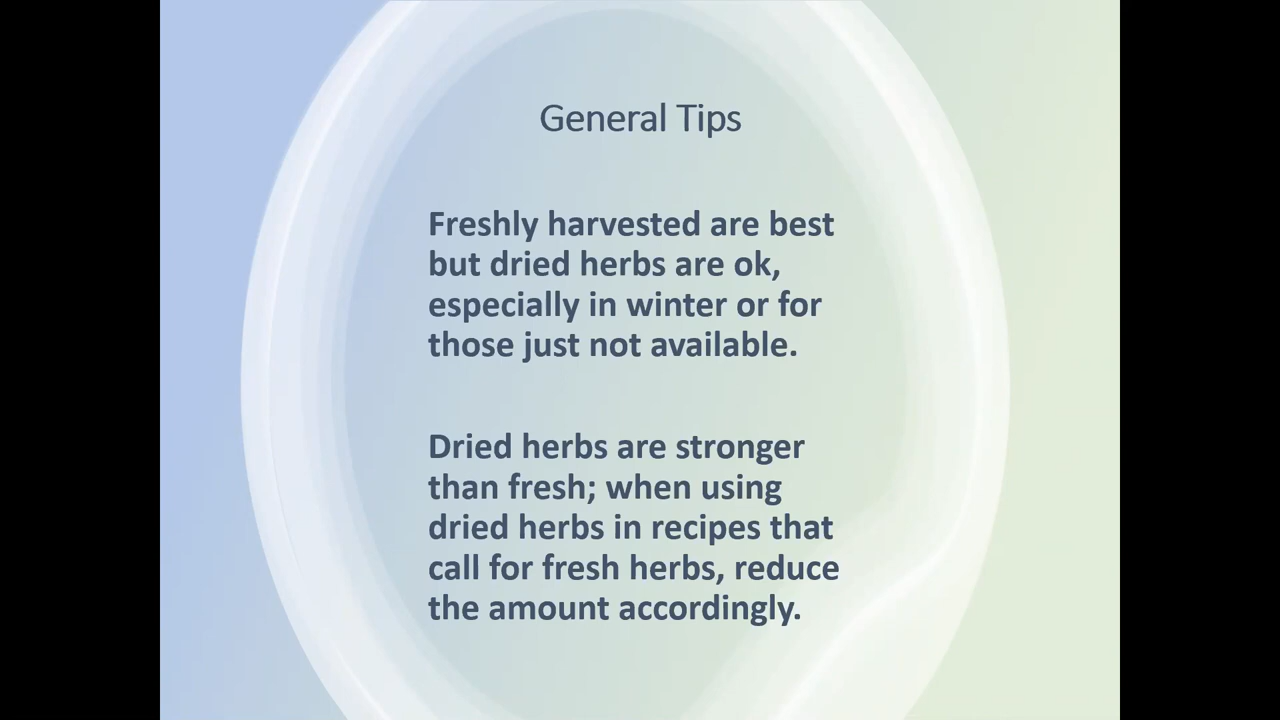 General Tips
Freshly harvested are best
but dried herbs are ok,
especially in winter or for
those just not available.
Dried herbs are stronger
than fresh; when using
dried herbs in recipes that
call for fresh herbs, reduce
the amount accordingly.